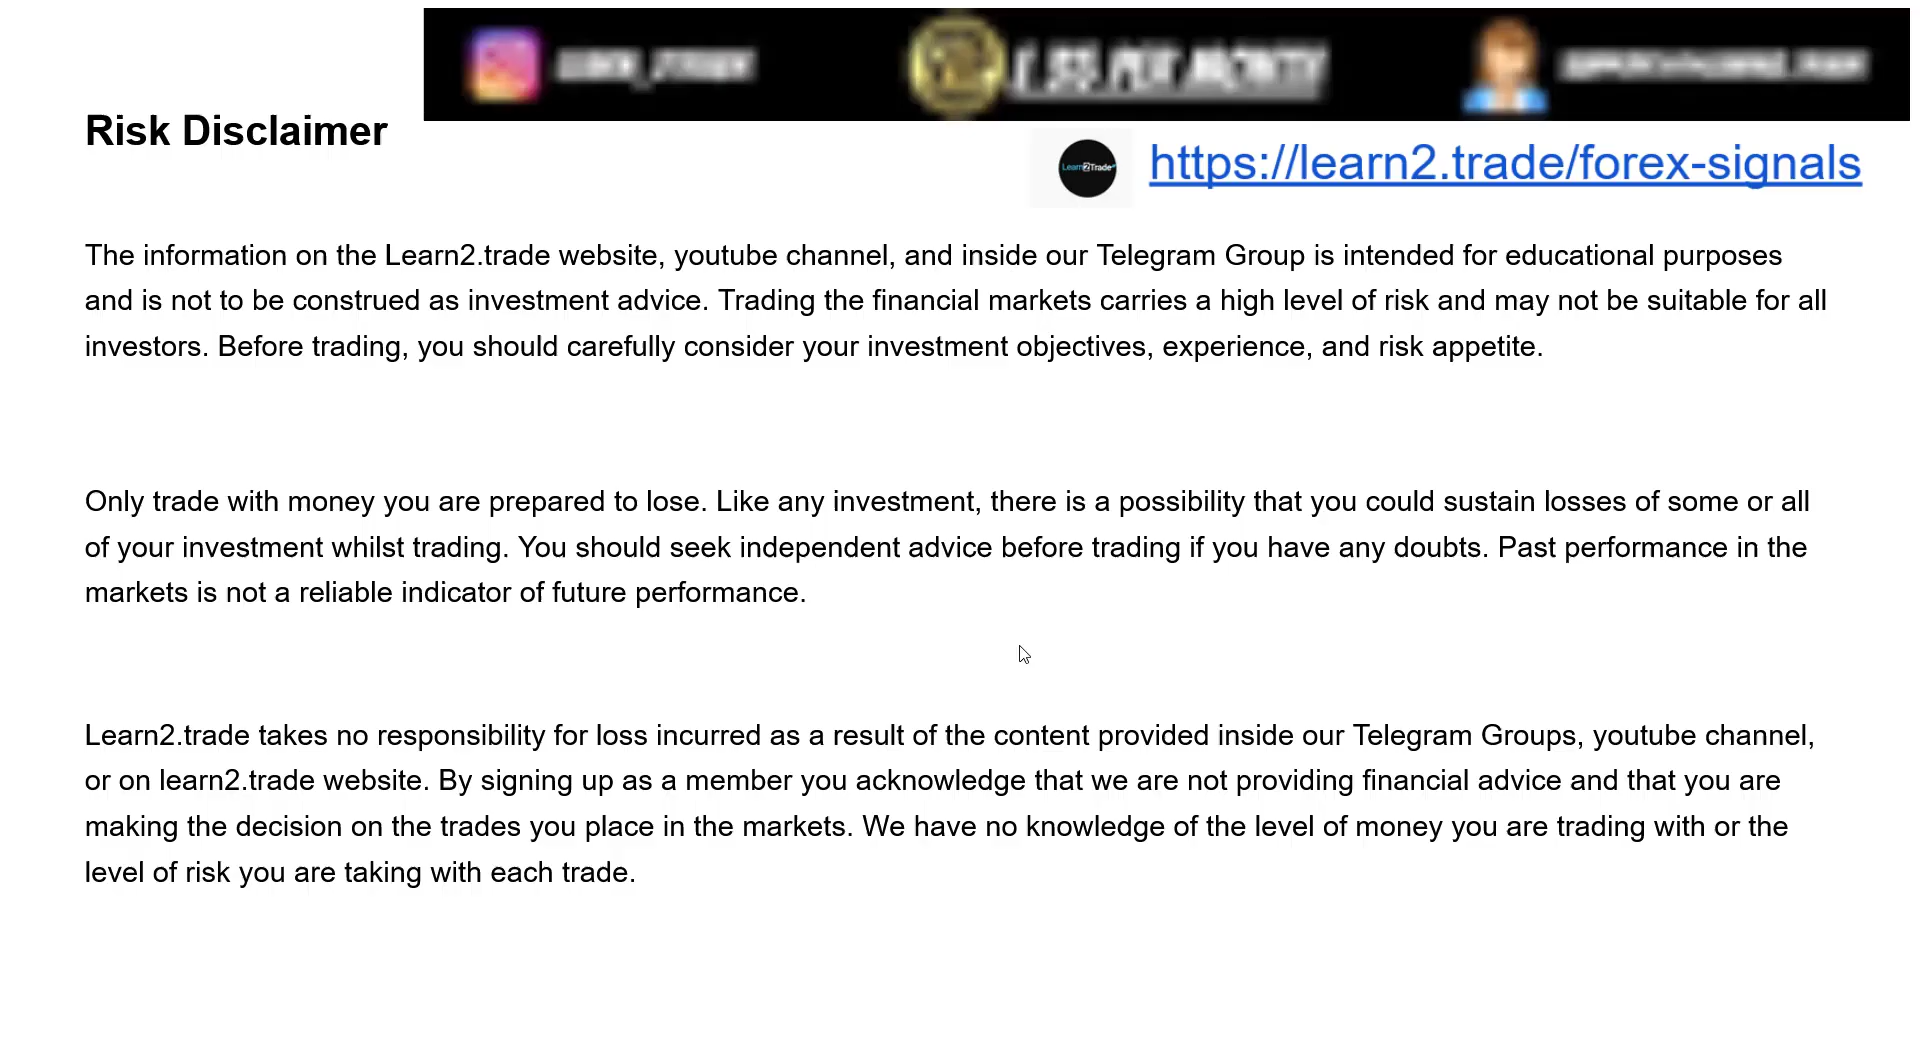 PER MONTH
Risk Disclaimer
Learn2Trade
https://learn2.trade/forex-signals
The information on the Learn2.trade website, youtube channel, and inside our Telegram Group is intended for educational purposes
and is not to be construed as investment advice. Trading the financial markets carries a high level of risk and may not be suitable for all
investors. Before trading, you should carefully consider your investment objectives, experience, and risk appetite.
Only trade with money you are prepared to lose. Like any investment, there is a possibility that you could sustain losses of some or all
of your investment whilst trading. You should seek independent advice before trading if you have any doubts. Past performance in the
markets is not a reliable indicator of future performance.
Learn2.trade takes no responsibility for loss incurred as a result of the content provided inside our Telegram Groups, youtube channel,
or on learn2.trade website. By signing up as a member you acknowledge that we are not providing financial advice and that you are
making the decision on the trades you place in the markets. We have no knowledge of the level of money you are trading with or the
level of risk you are taking with each trade.